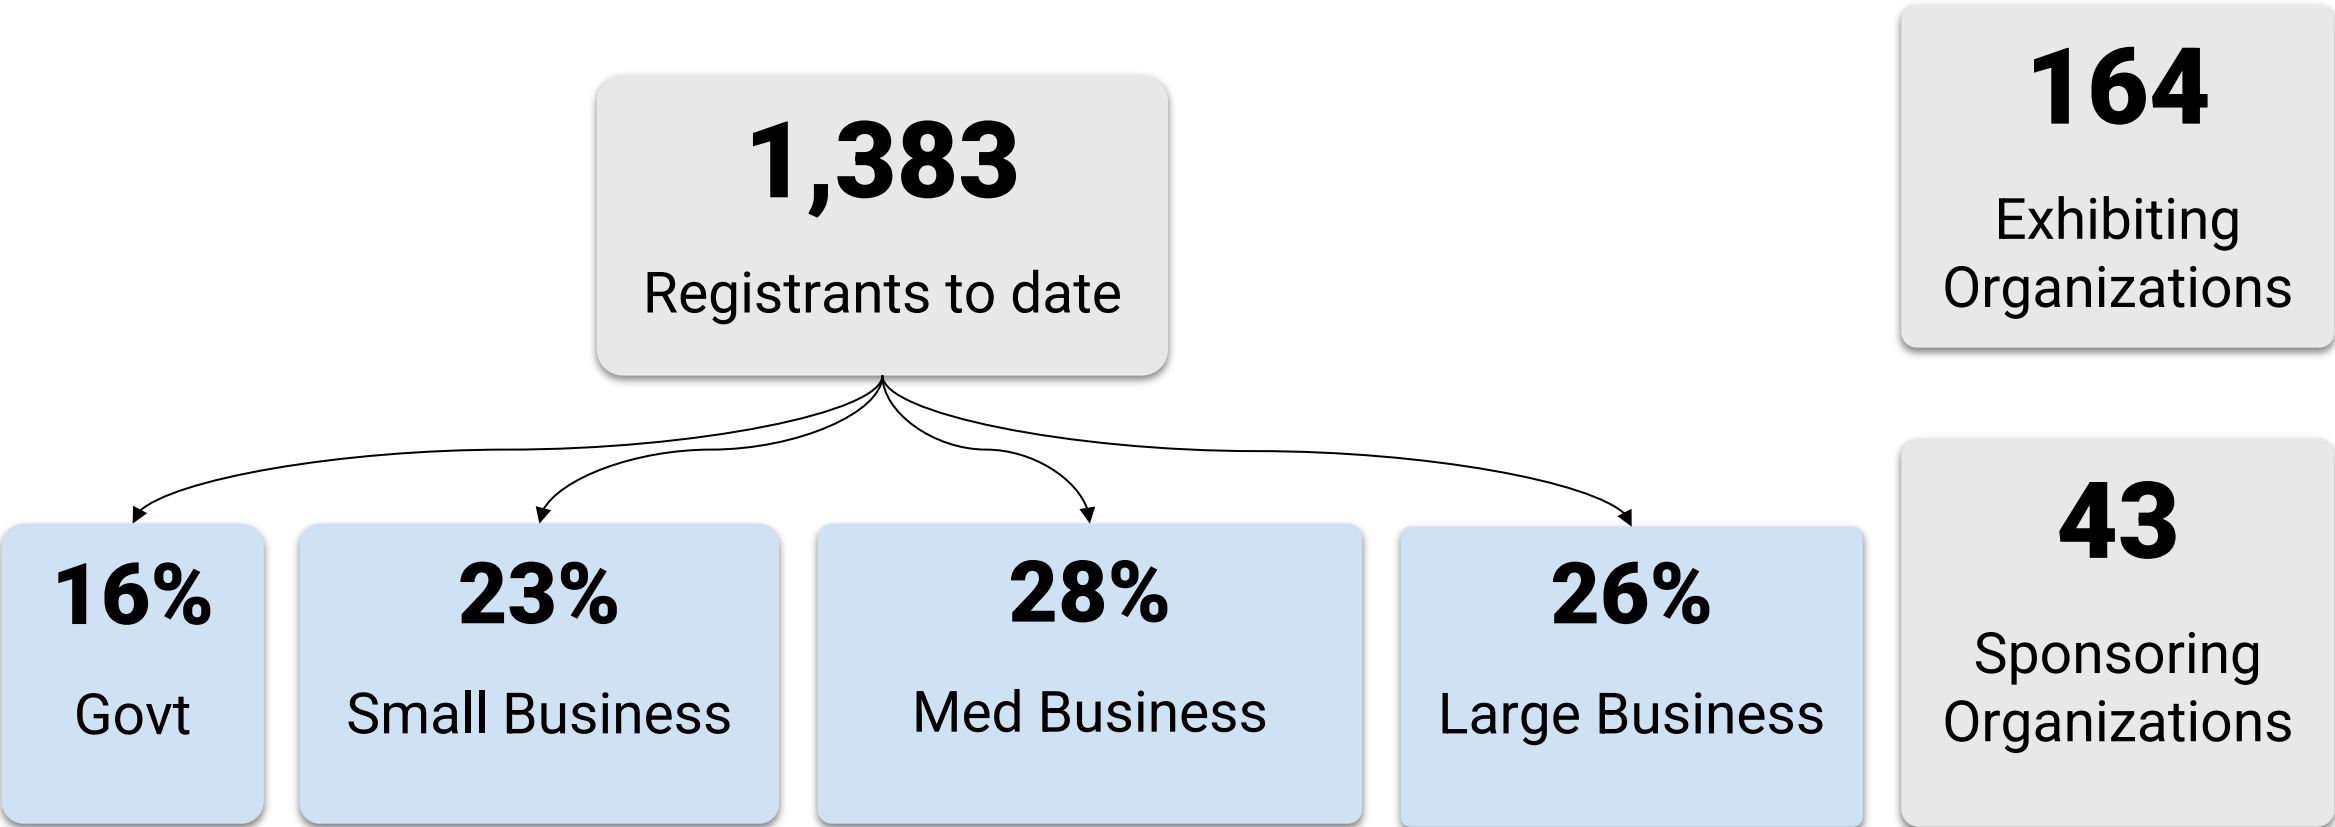 1,383
Registrants to date
16%
Govt
23%
Small Business
28%
Med Business
26%
Large Business
164
Exhibiting
Organizations
43
Sponsoring
Organizations